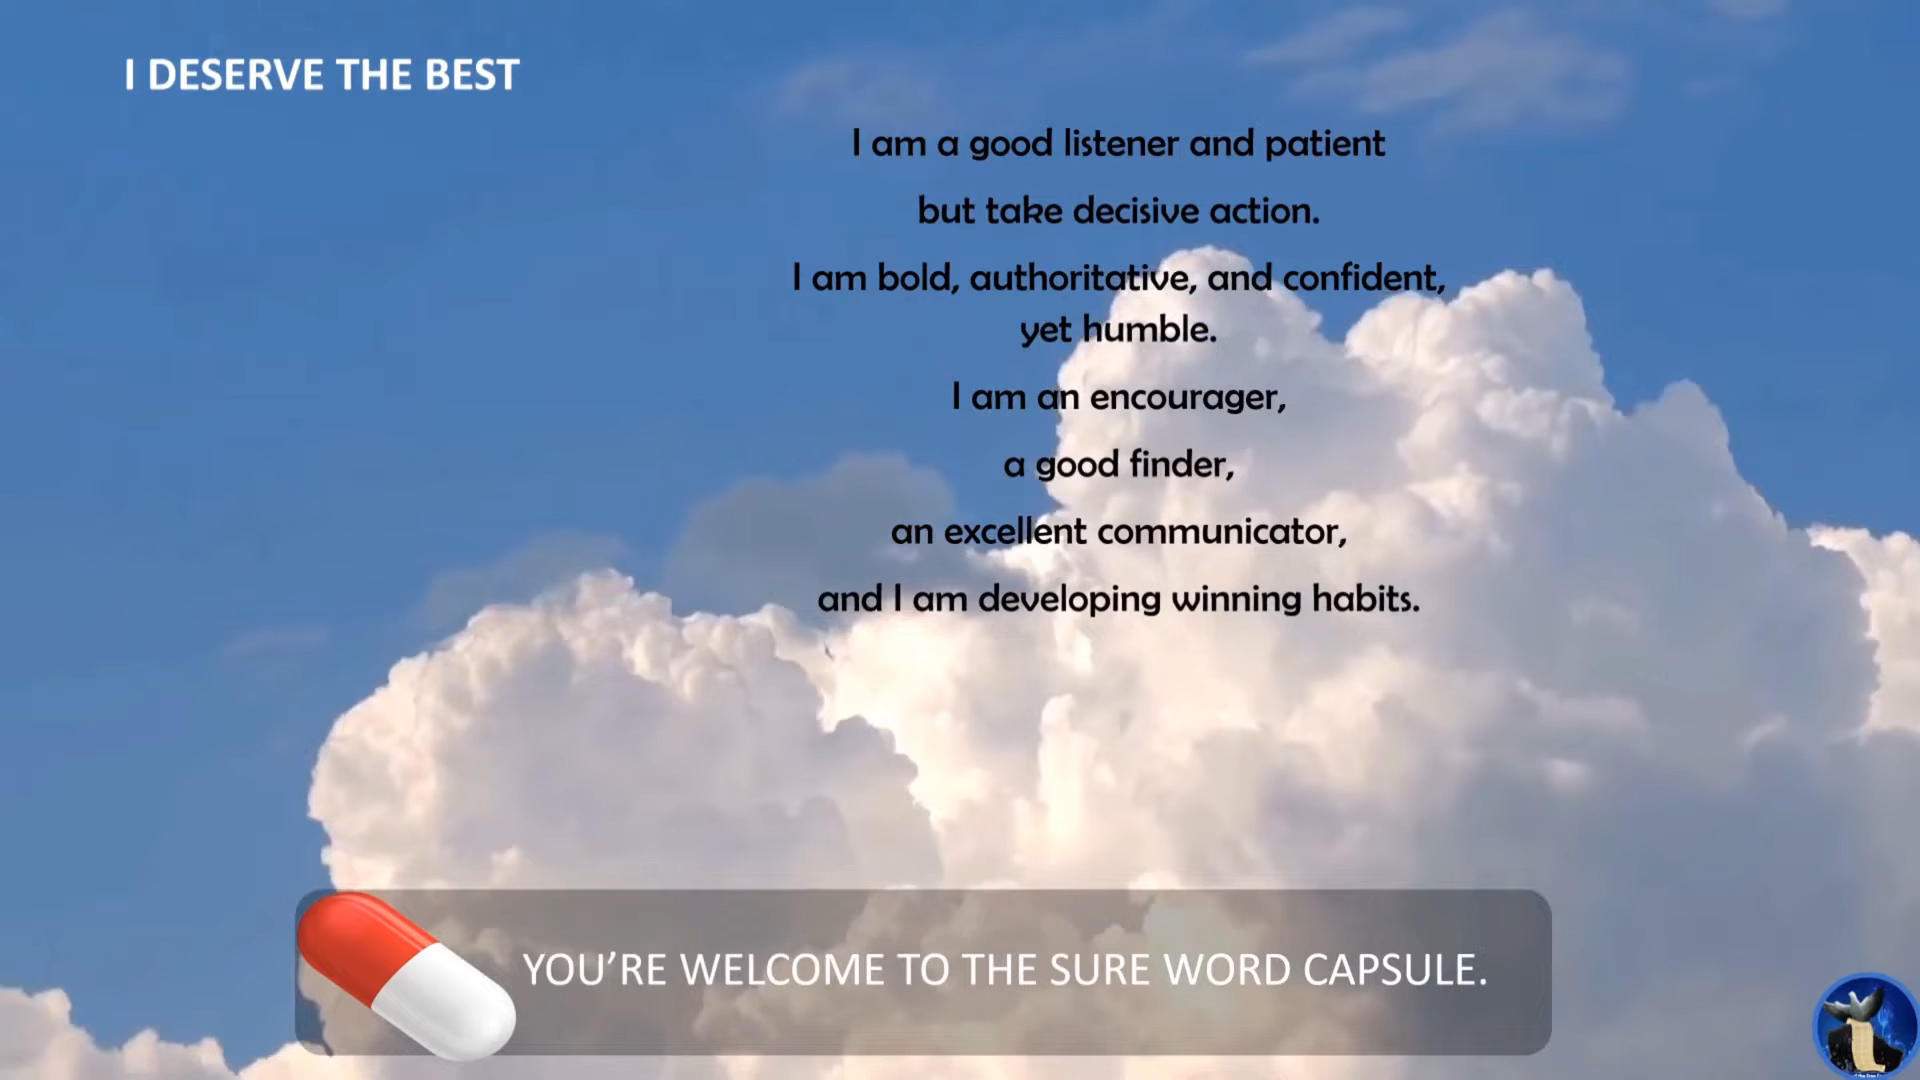 I DESERVE THE BEST
I am a good listener and patient
but take decisive action.
I am bold, authoritative, and confident,
yet humble.
I am an encourager,
a good finder,
an excellent communicator,
and I am developing winning habits.
YOU’RE WELCOME TO THE SURE WORD CAPSULE.